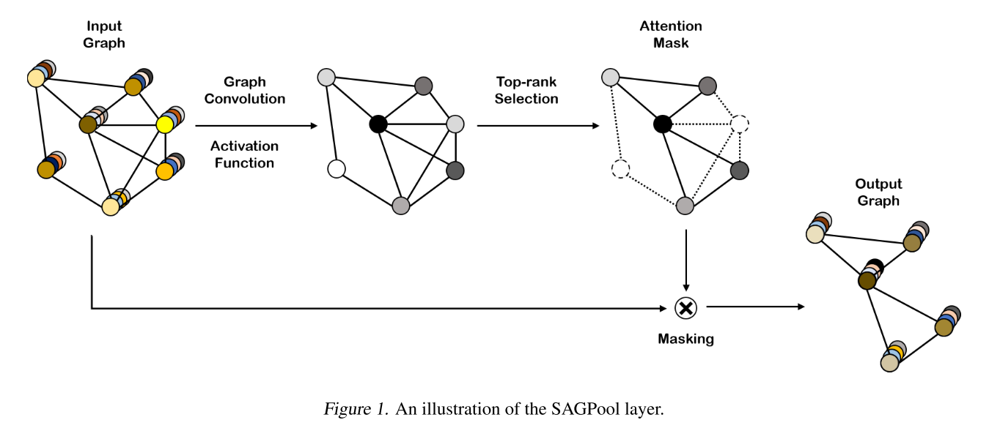 Input
Graph
Graph
Convolution
Activation
Function
Top-rank
Selection
Attention
Mask
Masking
Output
Graph
Figure 1. An illustration of the SAGPool layer.